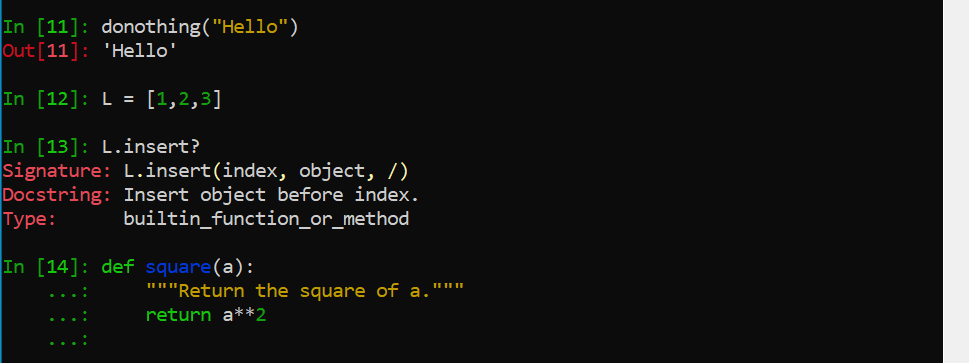 In [11]: donothing("Hello")
Out[11]: 'Hello'
In [12]: L = [1,2,3]
In [13]: L.insert?
Signature: L.insert(index, object, /)
Docstring: Insert object before index.
Type:      builtin_function_or_method
In [14]: def square(a):
    ...:     """Return the square of a."""
    ...:     return a**2
    ...: